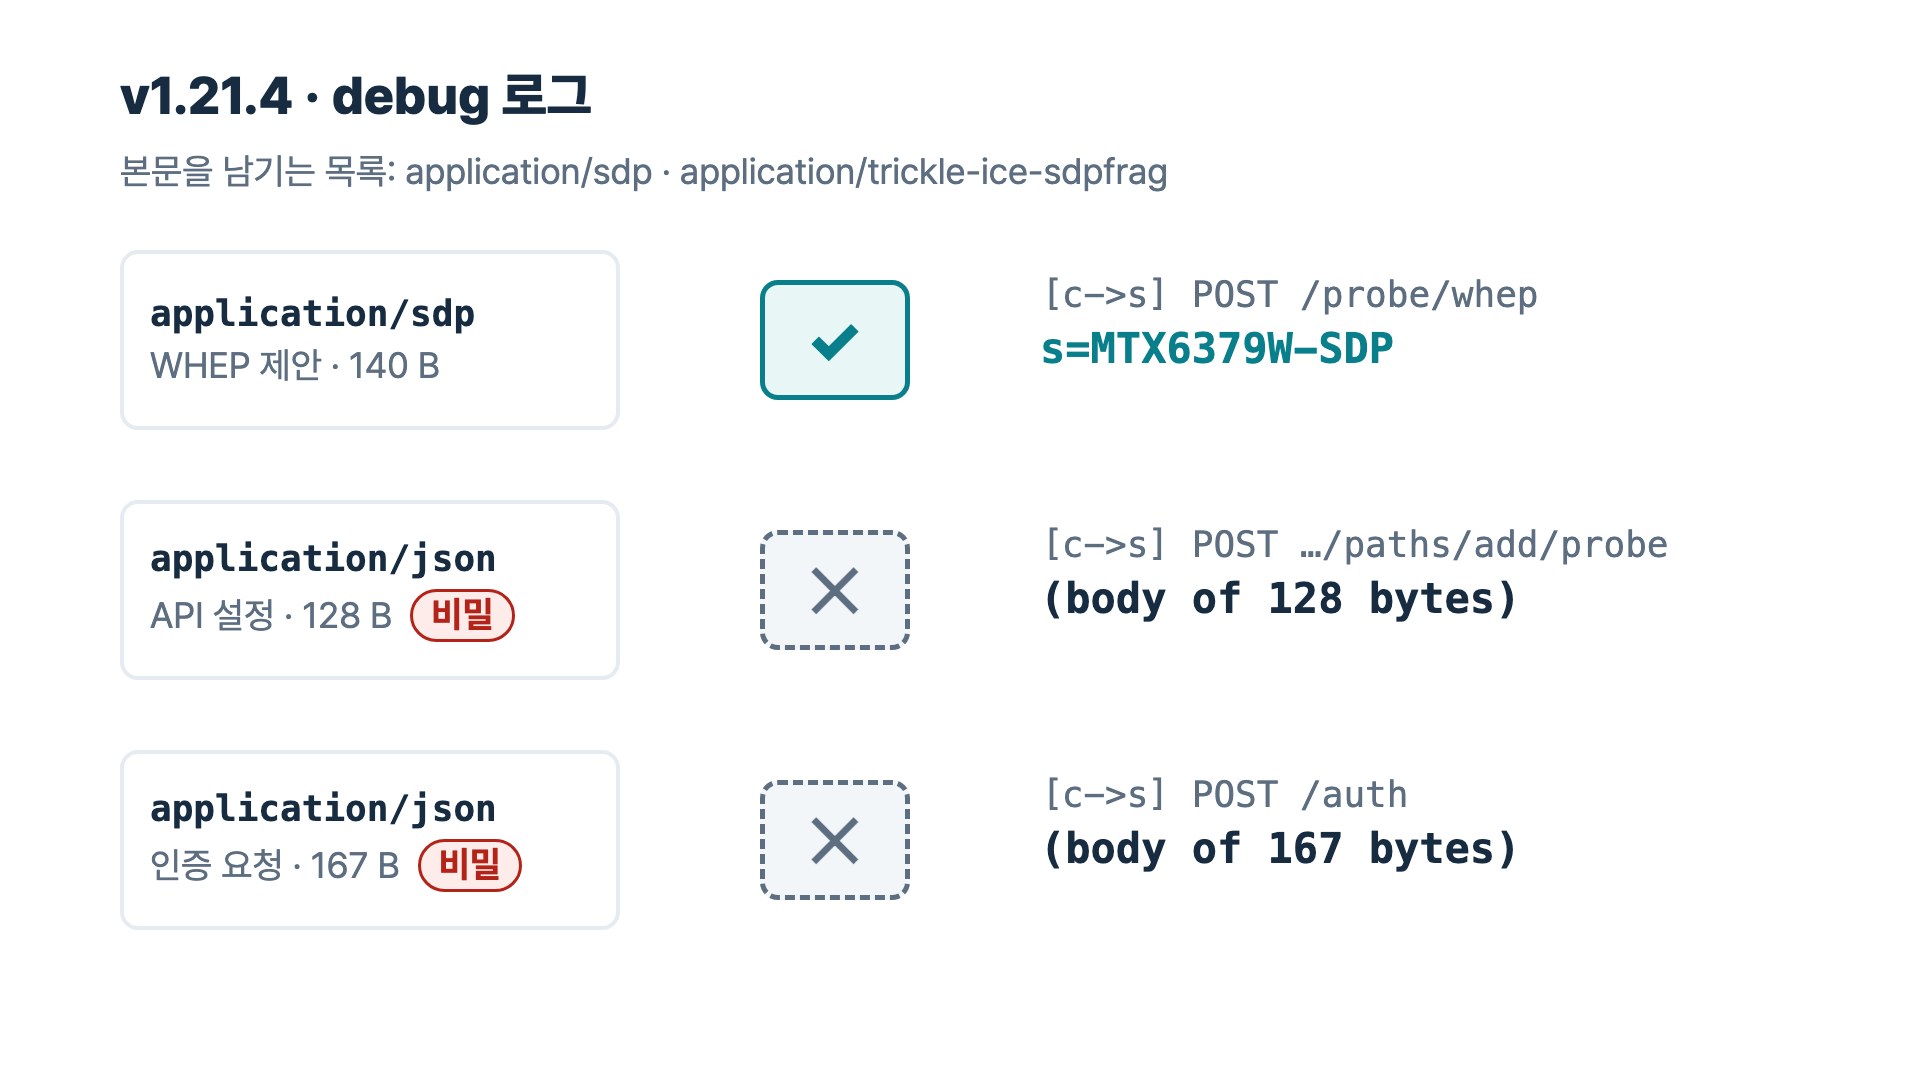 v1.21.4 · debug 로그
본문을 남기는 목록: application/sdp · application/trickle-ice-sdpfrag
application/sdp
WHEP 제안 · 140 B
[c->s] POST /probe/whep
s=MTX6379W-SDP
application/json
API 설정 · 128 B 비밀
[c->s] POST …/paths/add/probe
(body of 128 bytes)
application/json
인증 요청 · 167 B 비밀
[c->s] POST /auth
(body of 167 bytes)